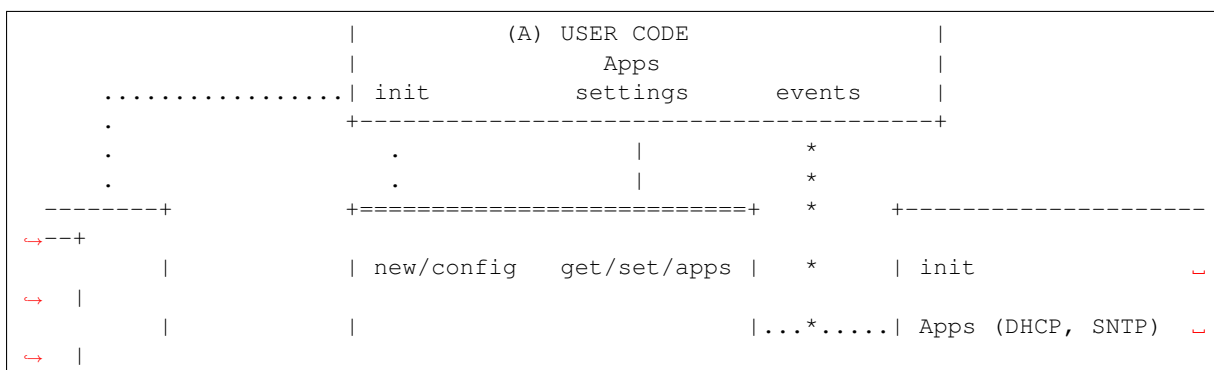 |          (A) USER CODE                 |
|                 Apps                   |
.................| init          settings      events     |
.                +----------------------------------------+
.                   .                |           *
.                   .                |           *
--------+            +===========================+   *     +---------------------
↪--+
|            | new/config   get/set/apps |   *     | init ␣
↪  |
|            |                           |...*.....| Apps (DHCP, SNTP) ␣
↪  |